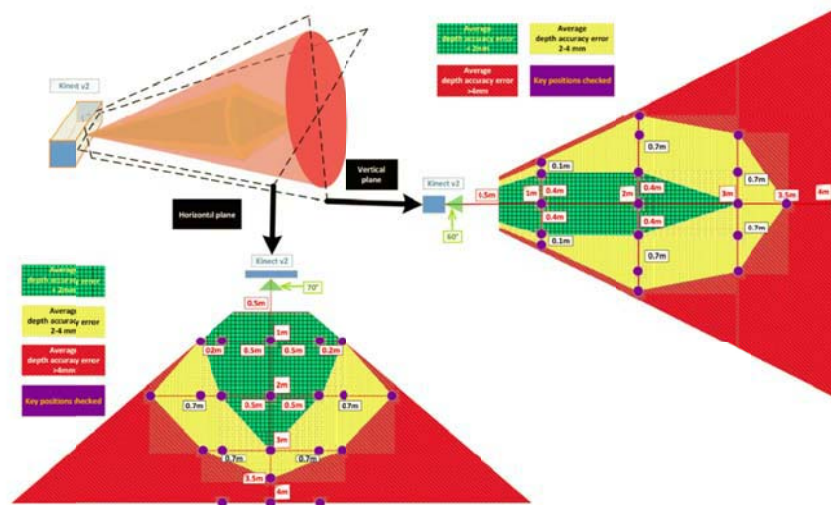 Kinect v2
Average
depth accuracy error
< 2mm
Average
depth accuracy error
2-4 mm
Average
depth accuracy error
>4mm
Key positions checked
Vertical
plane
Horizontil plane
Kinect v2
60°
0.5m
1m
2m
3m
3.5m
4m
0.1m
0.4m
0.4m
0.1m
0.7m
0.4m
0.4m
0.7m
0.7m
0.7m
Kinect v2
70°
0.5m
Average
depth accuracy error
< 2mm
Average
depth accuracy error
2-4 mm
Average
depth accuracy error
>4mm
Key positions checked
1m
0.2m
0.5m
0.5m
0.2m
2m
0.7m
0.5m
0.5m
0.7m
3m
0.7m
0.7m
3.5m
4m